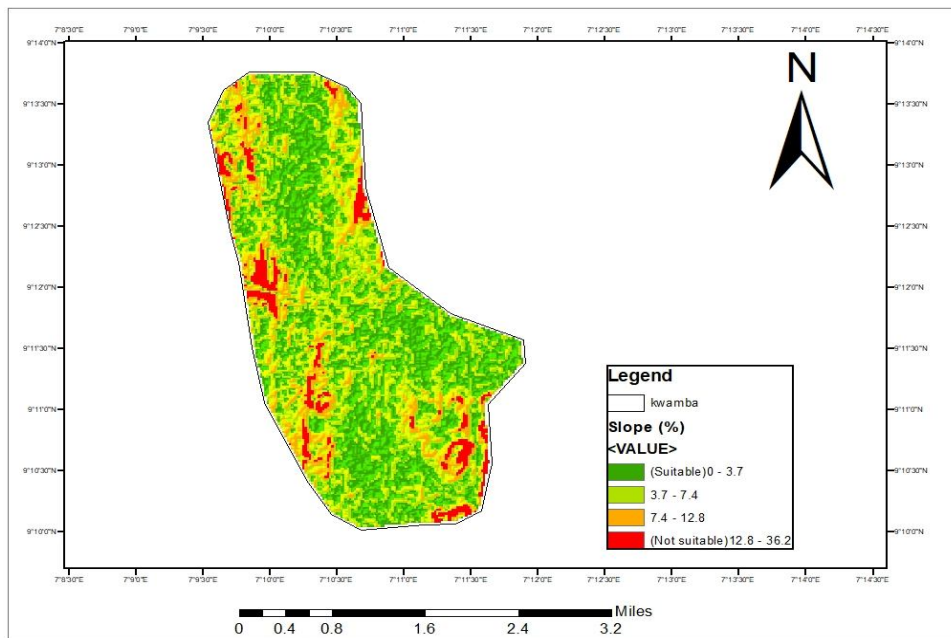 7°8'30"E 7°9'0"E 7°9'30"E 7°10'0"E 7°10'30"E 7°11'0"E 7°11'30"E 7°12'0"E 7°12'30"E 7°13'0"E 7°13'30"E 7°14'0"E 7°14'30"E
9°14'0"N 9°14'0"N
N
9°13'30"N 9°13'30"N
9°13'0"N 9°13'0"N
9°12'30"N 9°12'30"N
9°12'0"N 9°12'0"N
9°11'30"N 9°11'30"N
Legend
kwamba
9°11'0"N 9°11'0"N
Slope (%)
<VALUE>
(Suitable)0 - 3.7
9°10'30"N 9°10'30"N
3.7 - 7.4
7.4 - 12.8
9°10'0"N 9°10'0"N
(Not suitable)12.8 - 36.2
7°8'30"E 7°9'0"E 7°9'30"E 7°10'0"E 7°10'30"E 7°11'0"E 7°11'30"E 7°12'0"E 7°12'30"E 7°13'0"E 7°13'30"E 7°14'0"E 7°14'30"E
Miles
0 0.4 0.8 1.6 2.4 3.2